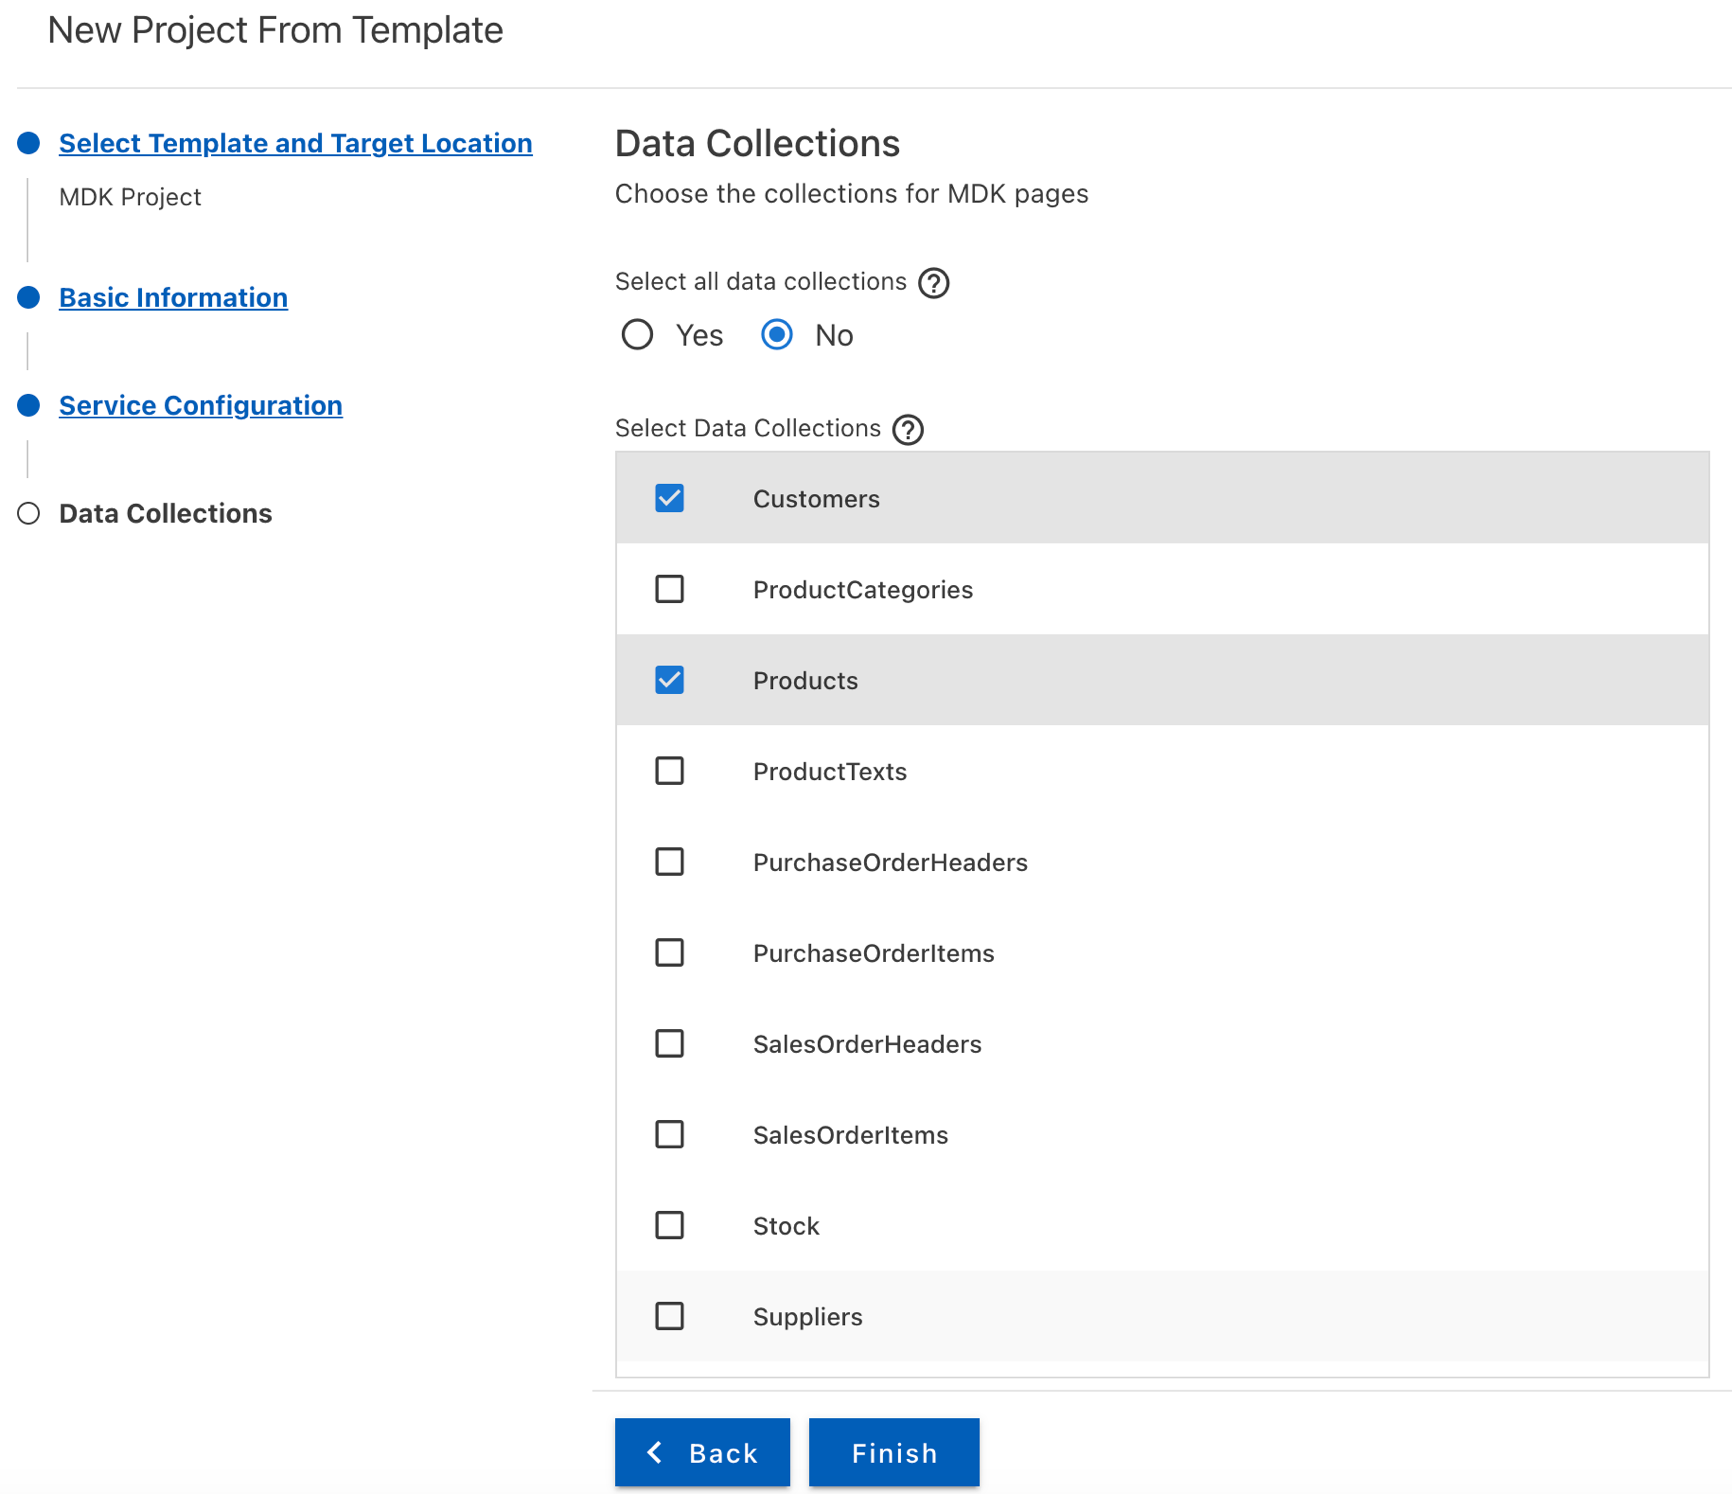 New Project From Template
Select Template and Target Location
MDK Project
Basic Information
Service Configuration
Data Collections
Data Collections
Choose the collections for MDK pages
Select all data collections ?
Yes No
Select Data Collections ?
Customers
ProductCategories
Products
ProductTexts
PurchaseOrderHeaders
PurchaseOrderItems
SalesOrderHeaders
SalesOrderItems
Stock
Suppliers
Back Finish